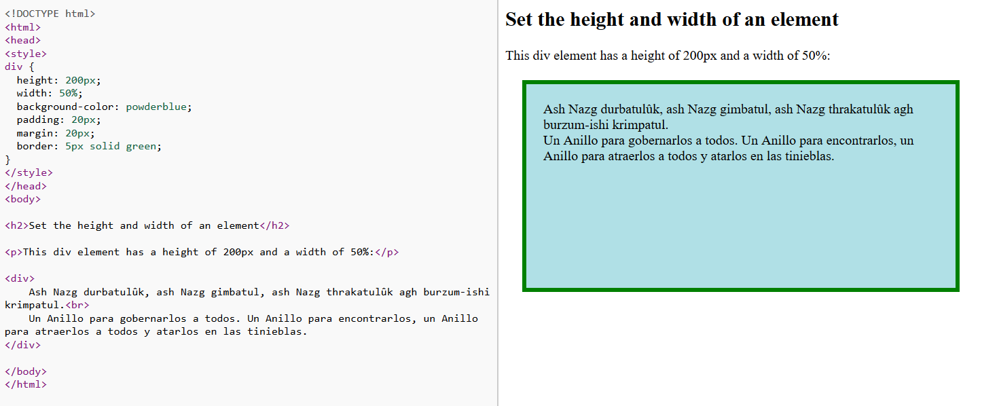 <!DOCTYPE html>
<html>
<head>
<style>
div {
  height: 200px;
  width: 50%;
  background-color: powderblue;
  padding: 20px;
  margin: 20px;
  border: 5px solid green;
}
</style>
</head>
<body>

<h2>Set the height and width of an element</h2>

<p>This div element has a height of 200px and a width of 50%:</p>

<div>
    Ash Nazg durbatulûk, ash Nazg gimbatul, ash Nazg thrakatulûk agh burzum-ishi
krimpatul.<br>
    Un Anillo para gobernarlos a todos. Un Anillo para encontrarlos, un Anillo
para atraerlos a todos y atarlos en las tinieblas.
</div>

</body>
</html>
Set the height and width of an element
This div element has a height of 200px and a width of 50%:
Ash Nazg durbatulûk, ash Nazg gimbatul, ash Nazg thrakatulûk agh
burzum-ishi krimpatul.
Un Anillo para gobernarlos a todos. Un Anillo para encontrarlos, un
Anillo para atraerlos a todos y atarlos en las tinieblas.